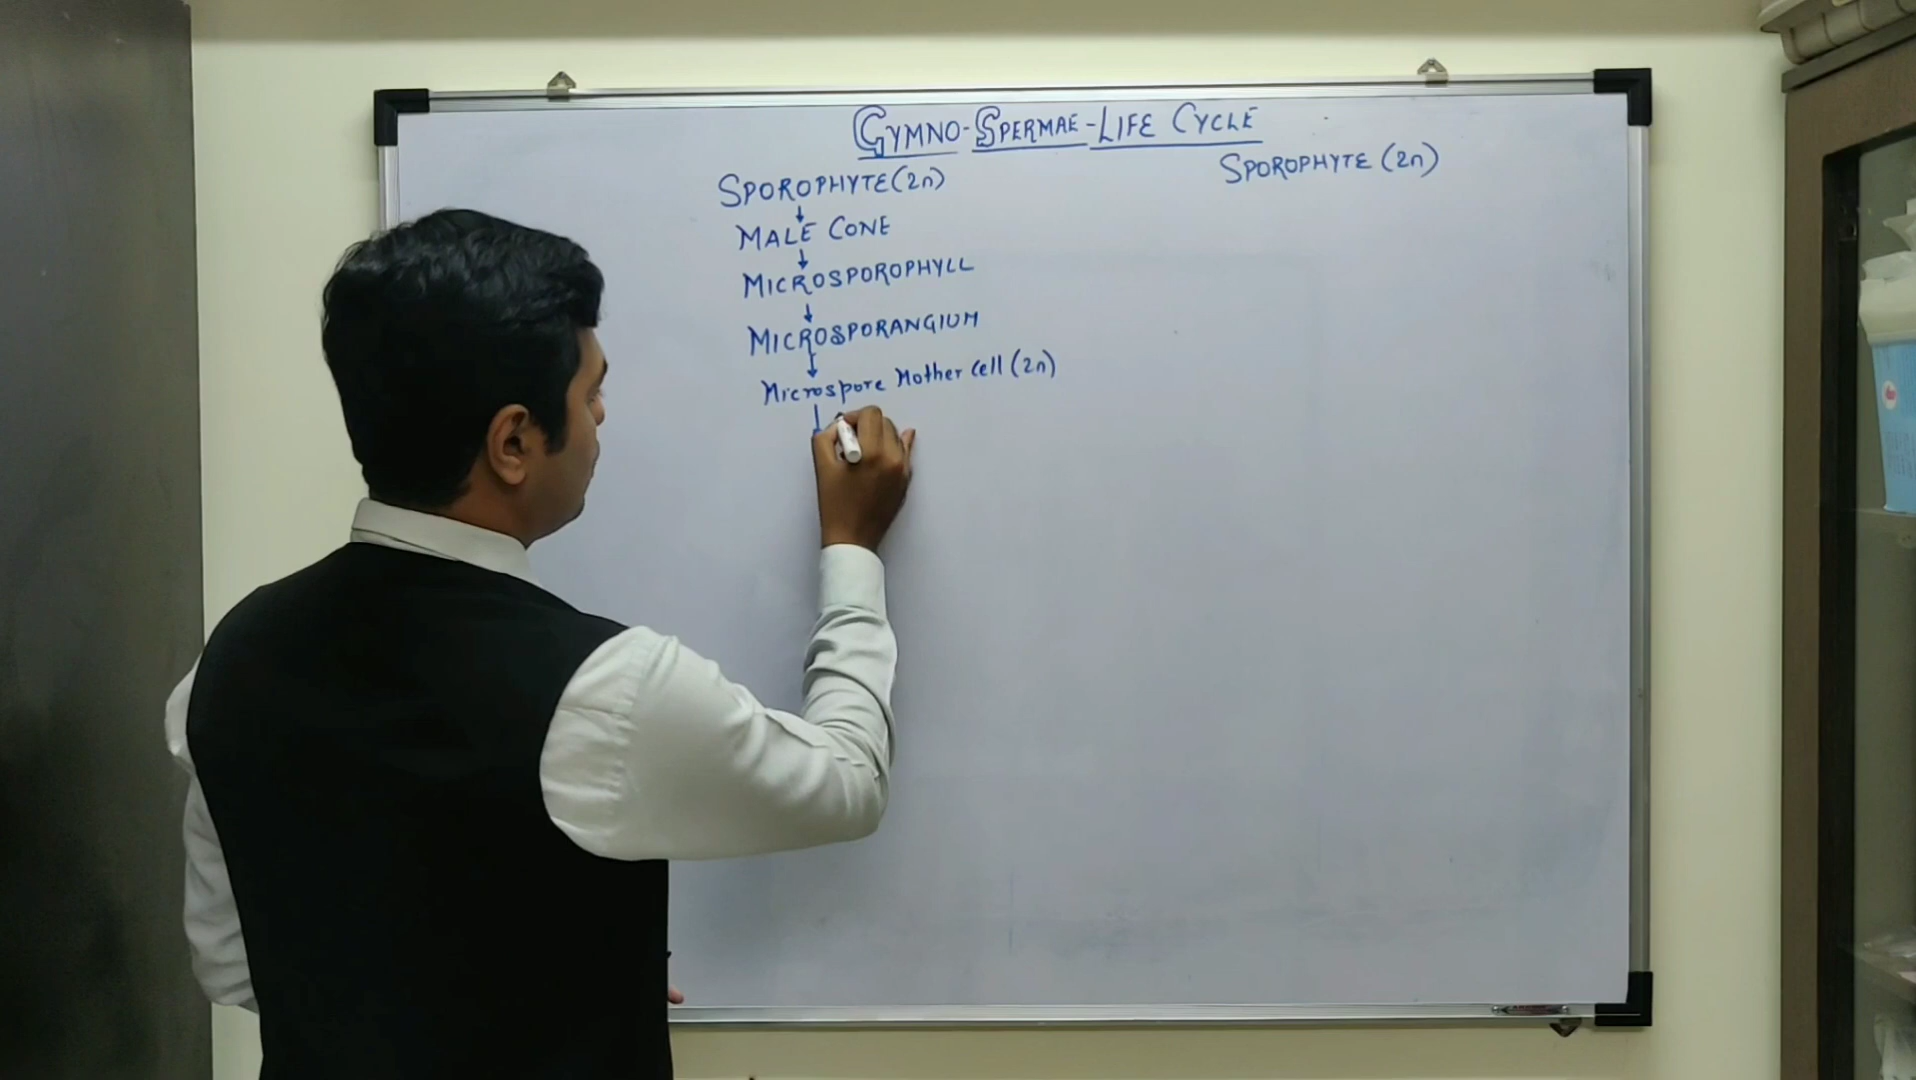 GYMNO-SPERMAE-LIFE CYCLE
SPOROPHYTE (2n)
SPOROPHYTE(2n)
MALE CONE
MICROSPOROPHYLL
MICROSPORANGIUM
Microspore Mother Cell (2n)